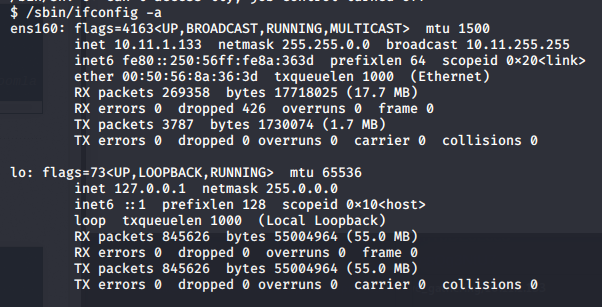 $ /sbin/ifconfig -a
ens160: flags=4163<UP,BROADCAST,RUNNING,MULTICAST>  mtu 1500
        inet 10.11.1.133  netmask 255.255.0.0  broadcast 10.11.255.255
        inet6 fe80::250:56ff:fe8a:363d  prefixlen 64  scopeid 0×20<link>
        ether 00:50:56:8a:36:3d  txqueuelen 1000  (Ethernet)
        RX packets 269358  bytes 17718025 (17.7 MB)
        RX errors 0  dropped 426  overruns 0  frame 0
        TX packets 3787  bytes 1730074 (1.7 MB)
        TX errors 0  dropped 0 overruns 0  carrier 0  collisions 0

lo: flags=73<UP,LOOPBACK,RUNNING>  mtu 65536
        inet 127.0.0.1  netmask 255.0.0.0
        inet6 ::1  prefixlen 128  scopeid 0×10<host>
        loop  txqueuelen 1000  (Local Loopback)
        RX packets 845626  bytes 55004964 (55.0 MB)
        RX errors 0  dropped 0  overruns 0  frame 0
        TX packets 845626  bytes 55004964 (55.0 MB)
        TX errors 0  dropped 0 overruns 0  carrier 0  collisions 0